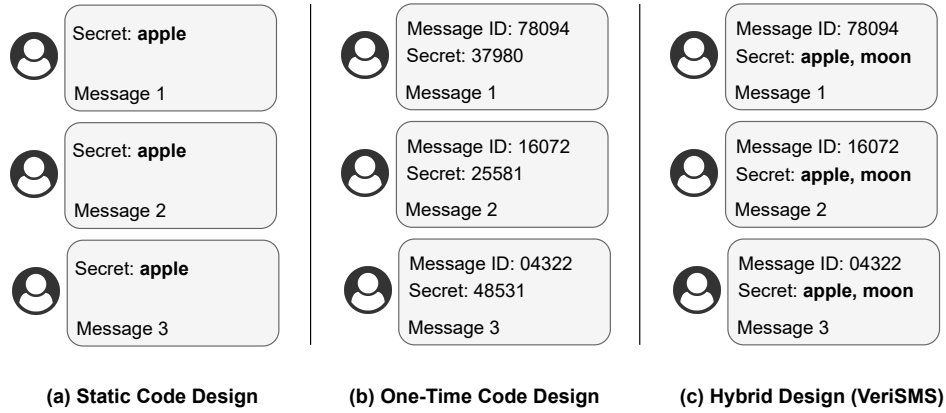 Secret: apple
Message 1
Secret: apple
Message 2
Secret: apple
Message 3
(a) Static Code Design
Message ID: 78094
Secret: 37980
Message 1
Message ID: 16072
Secret: 25581
Message 2
Message ID: 04322
Secret: 48531
Message 3
(b) One-Time Code Design
Message ID: 78094
Secret: apple, moon
Message 1
Message ID: 16072
Secret: apple, moon
Message 2
Message ID: 04322
Secret: apple, moon
Message 3
(c) Hybrid Design (VeriSMS)